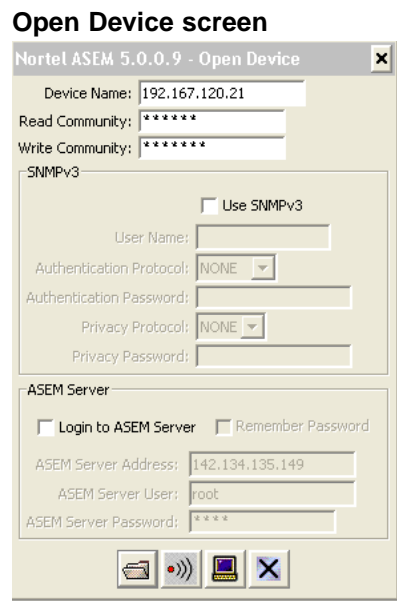 Open Device screen
Nortel ASEM 5.0.0.9 - Open Device
Device Name: 192.167.120.21
Read Community: ******
Write Community: *******
SNMPv3
Use SNMPv3
User Name:
Authentication Protocol: NONE
Authentication Password:
Privacy Protocol: NONE
Privacy Password:
ASEM Server
Login to ASEM Server Remember Password
ASEM Server Address: 142.134.135.149
ASEM Server User: root
ASEM Server Password: ****